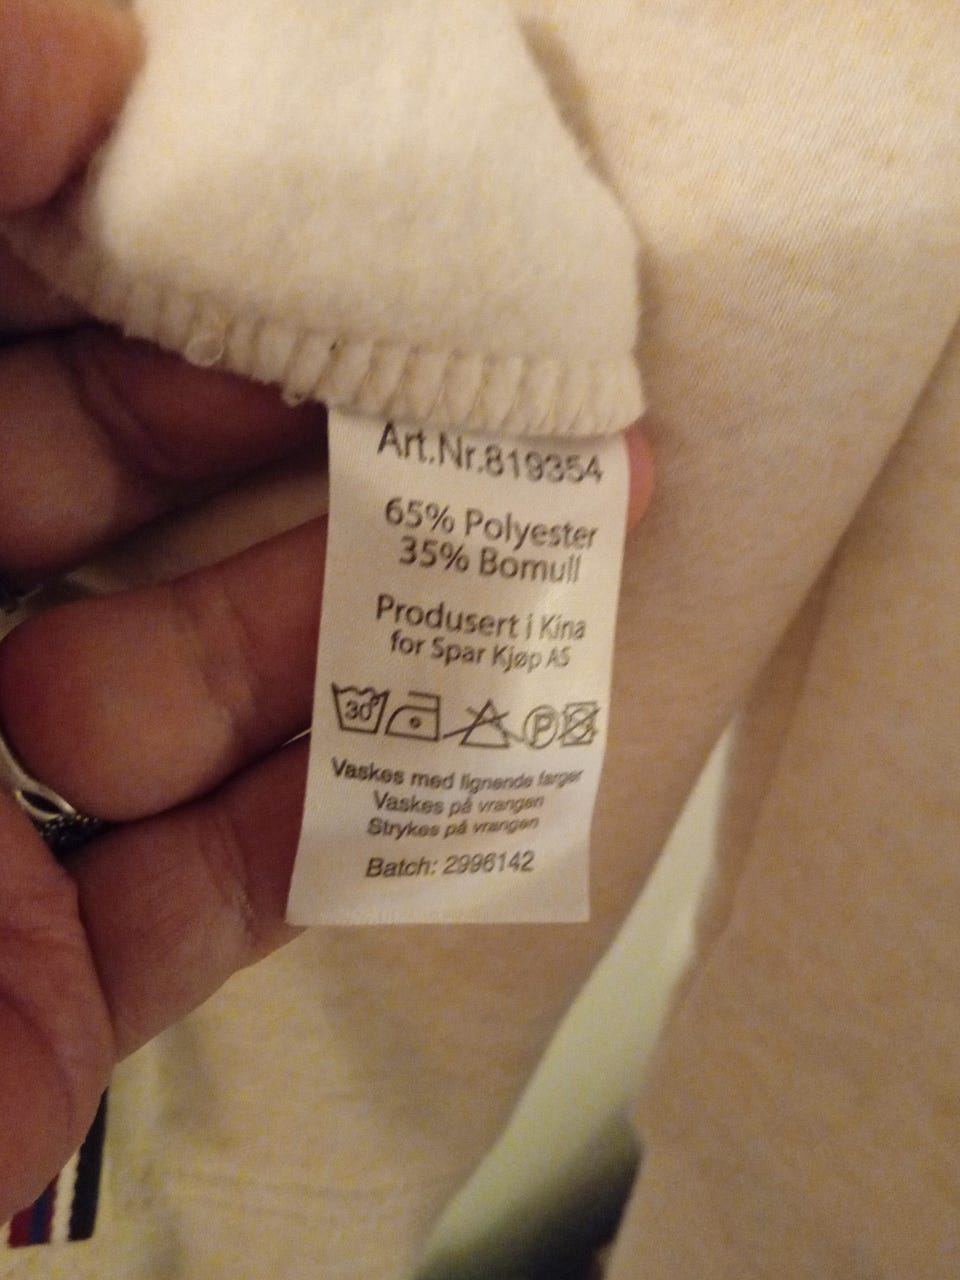 Art.Nr.819354
65% Polyester
35% Bomull
Produsert i Kina
for Spar Kjøp AS
30°
P
Vaskes med lignende farger
Vaskes på vrangen
Strykes på vrangen
Batch: 2996142